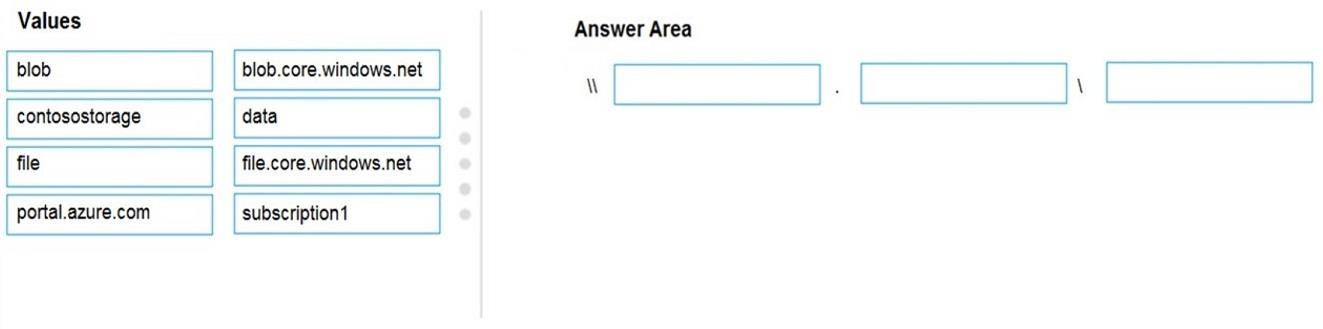 Values
blob
blob.core.windows.net
contosostorage
data
file
file.core.windows.net
portal.azure.com
subscription1
Answer Area
\\ . \